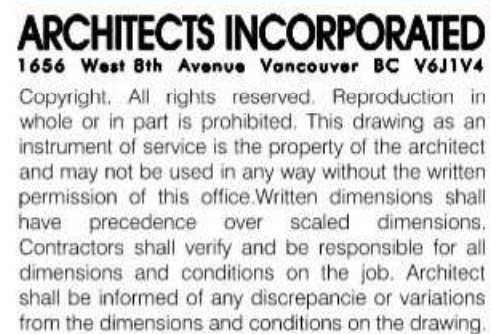 ARCHITECTS INCORPORATED
1656 West 8th Avenue Vancouver BC V6J1V4
Copyright. All rights reserved. Reproduction in
whole or in part is prohibited. This drawing as an
instrument of service is the property of the architect
and may not be used in any way without the written
permission of this office.Written dimensions shall
have precedence over scaled dimensions.
Contractors shall verify and be responsible for all
dimensions and conditions on the job. Architect
shall be informed of any discrepancie or variations
from the dimensions and conditions on the drawing.